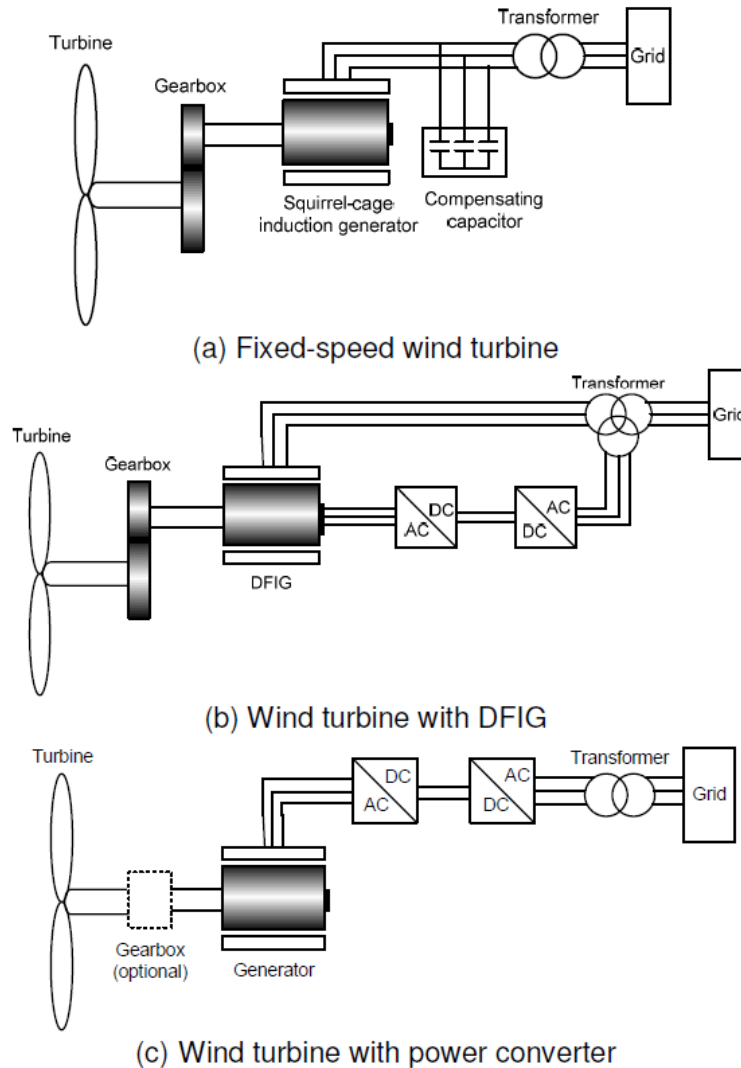 Transformer
Turbine
Grid
Gearbox
Squirrel-cage
induction generator
Compensating
capacitor
(a) Fixed-speed wind turbine
Transformer
Turbine
Grid
Gearbox
DC
AC
AC
DC
DFIG
(b) Wind turbine with DFIG
Turbine
Transformer
DC
AC
AC
DC
Grid
Gearbox
(optional)
Generator
(c) Wind turbine with power converter